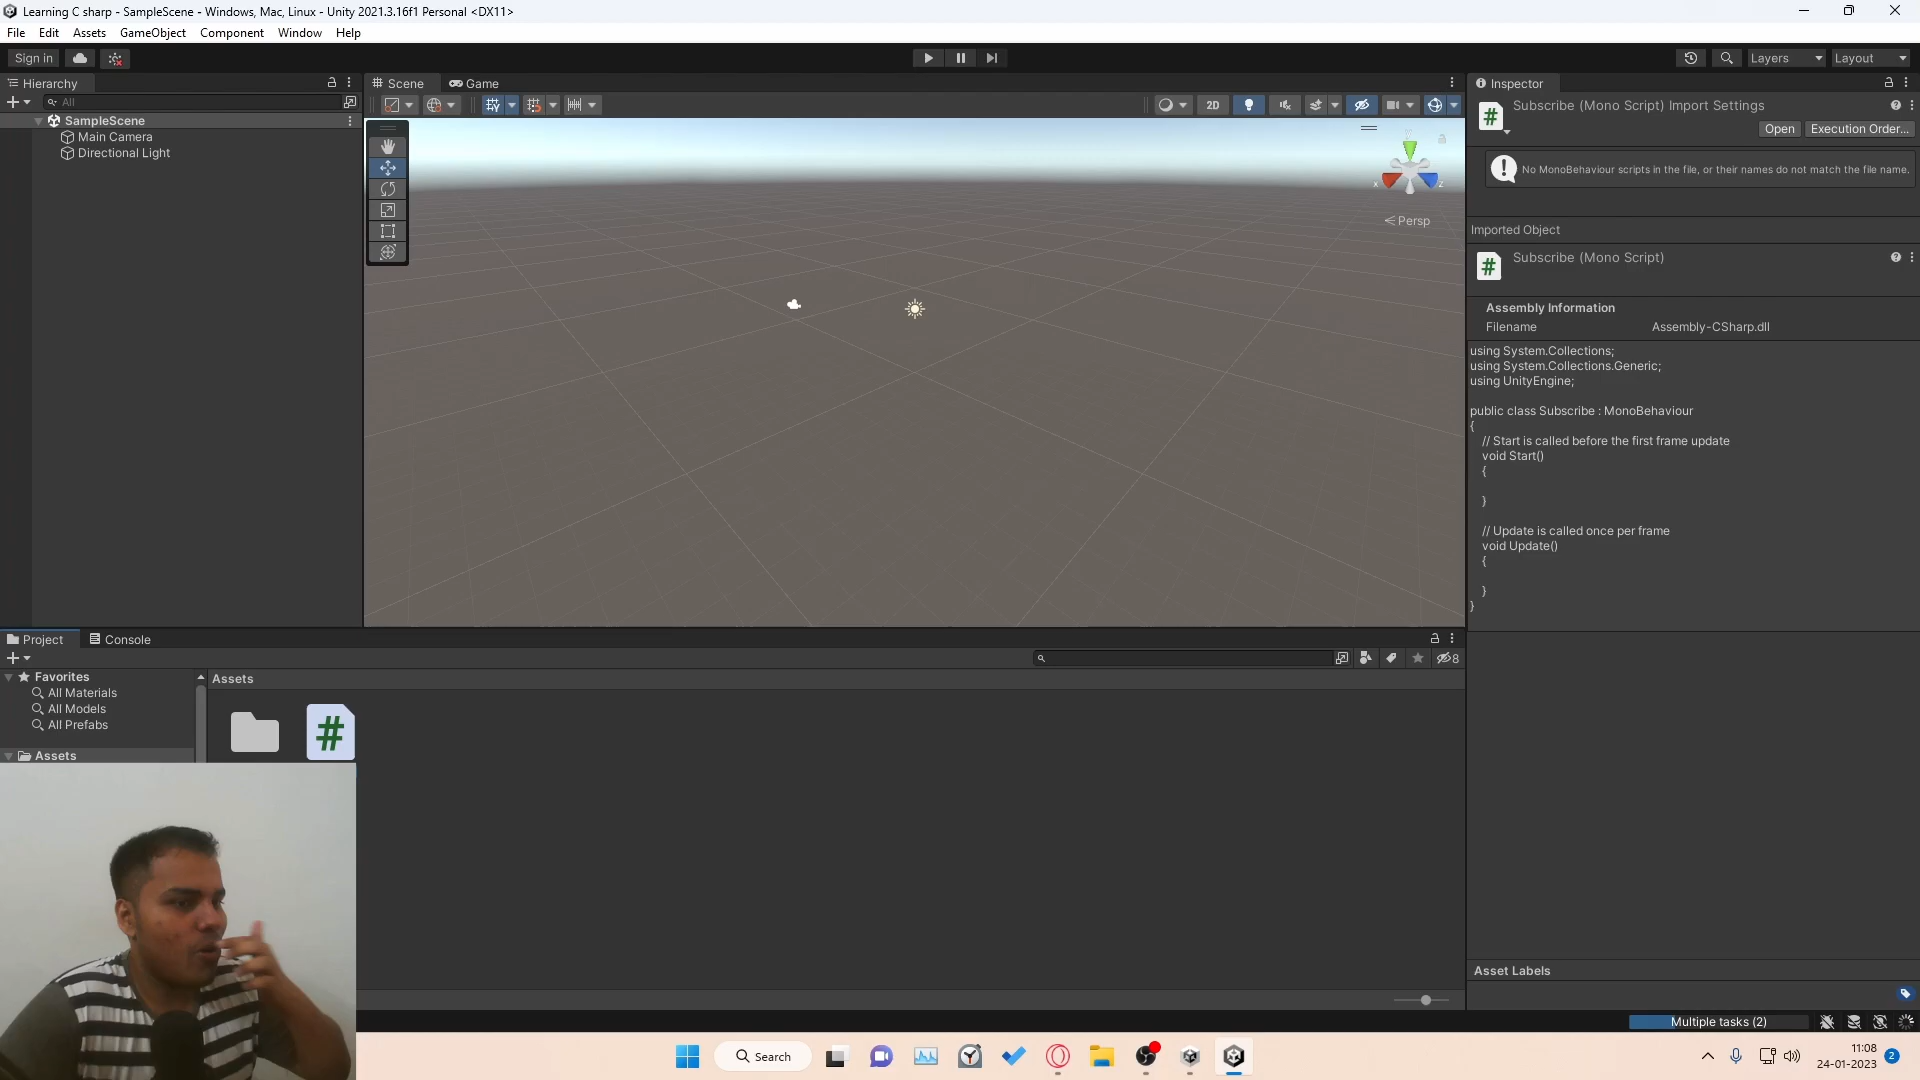 Learning C sharp - SampleScene - Windows, Mac, Linux - Unity 2021.3.16f1 Personal <DX11>
File Edit Assets GameObject Component Window Help
Sign in
Layers
Layout
Hierarchy
Scene
Game
Inspector
All
2D
Subscribe (Mono Script) Import Settings
Open
Execution Order...
SampleScene
Main Camera
Directional Light
x
z
Persp
No MonoBehaviour scripts in the file, or their names do not match the file name.
Imported Object
Subscribe (Mono Script)
Assembly Information
Filename Assembly-CSharp.dll
using System.Collections;
using System.Collections.Generic;
using UnityEngine;
public class Subscribe : MonoBehaviour
{
// Start is called before the first frame update
void Start()
{
}
// Update is called once per frame
void Update()
{
}
}
Project
Console
8
Favorites
All Materials
All Models
All Prefabs
Assets
Assets
Asset Labels
Multiple tasks (2)
Search
11:08
24-01-2023
2